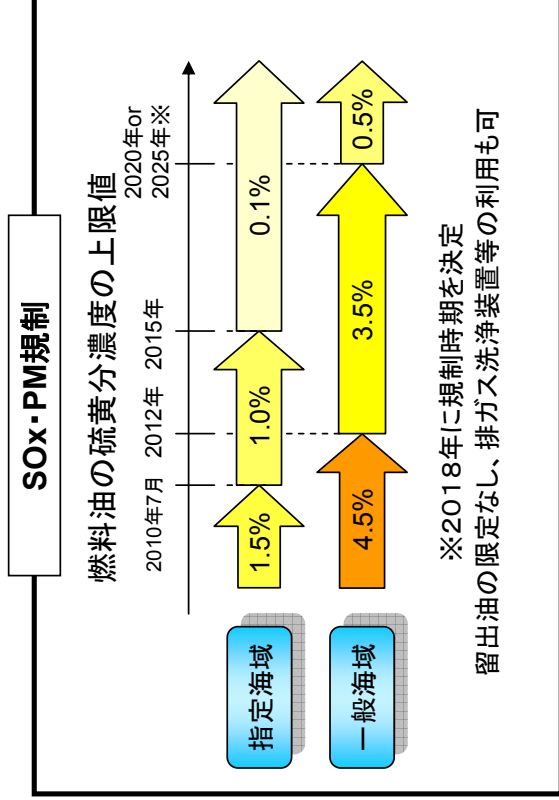 SOx・PM規制
燃料油の硫黄分濃度の上限値
2010年7月
2012年
2015年
2020年or
2025年※
指定海域
1.5%
1.0%
0.1%
一般海域
4.5%
3.5%
0.5%
※2018年に規制時期を決定
留出油の限定なし、排ガス洗浄装置等の利用も可